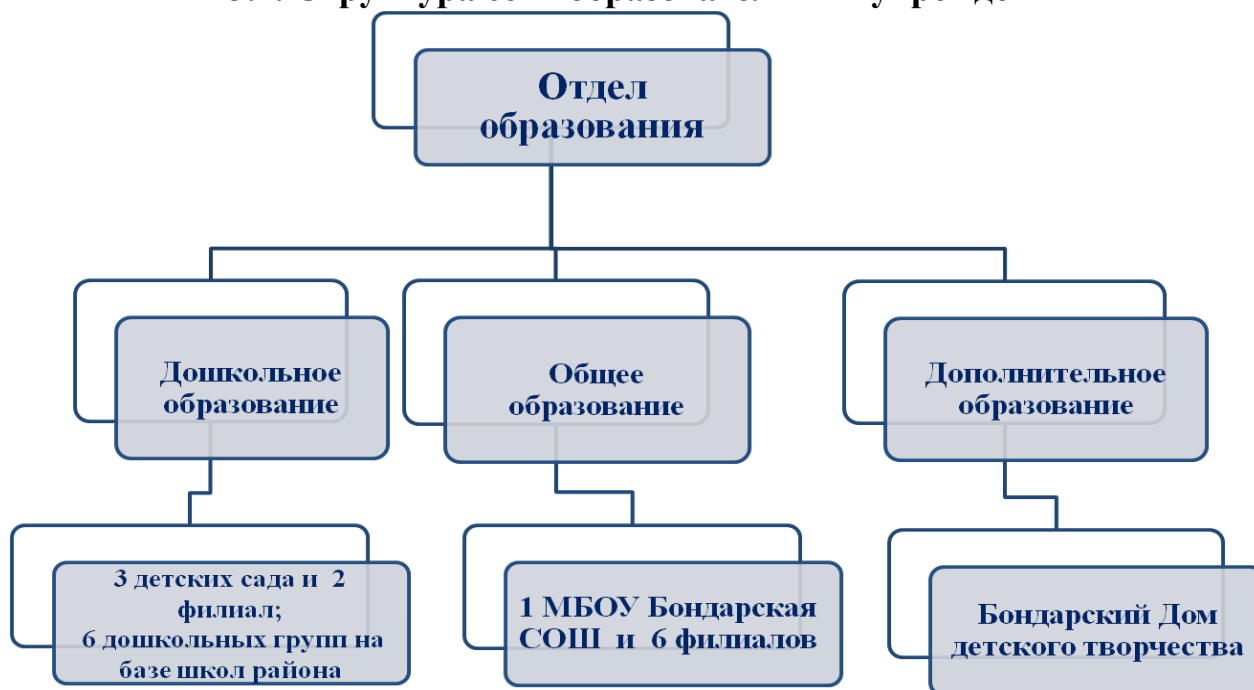 Отдел
образования
Дошкольное
образование
Общее
образование
Дополнительное
образование
3 детских сада и 2
филиал;
6 дошкольных групп на
базе школ района
1 МБОУ Бондарская
СОШ и 6 филиалов
Бондарский Дом
детского творчества